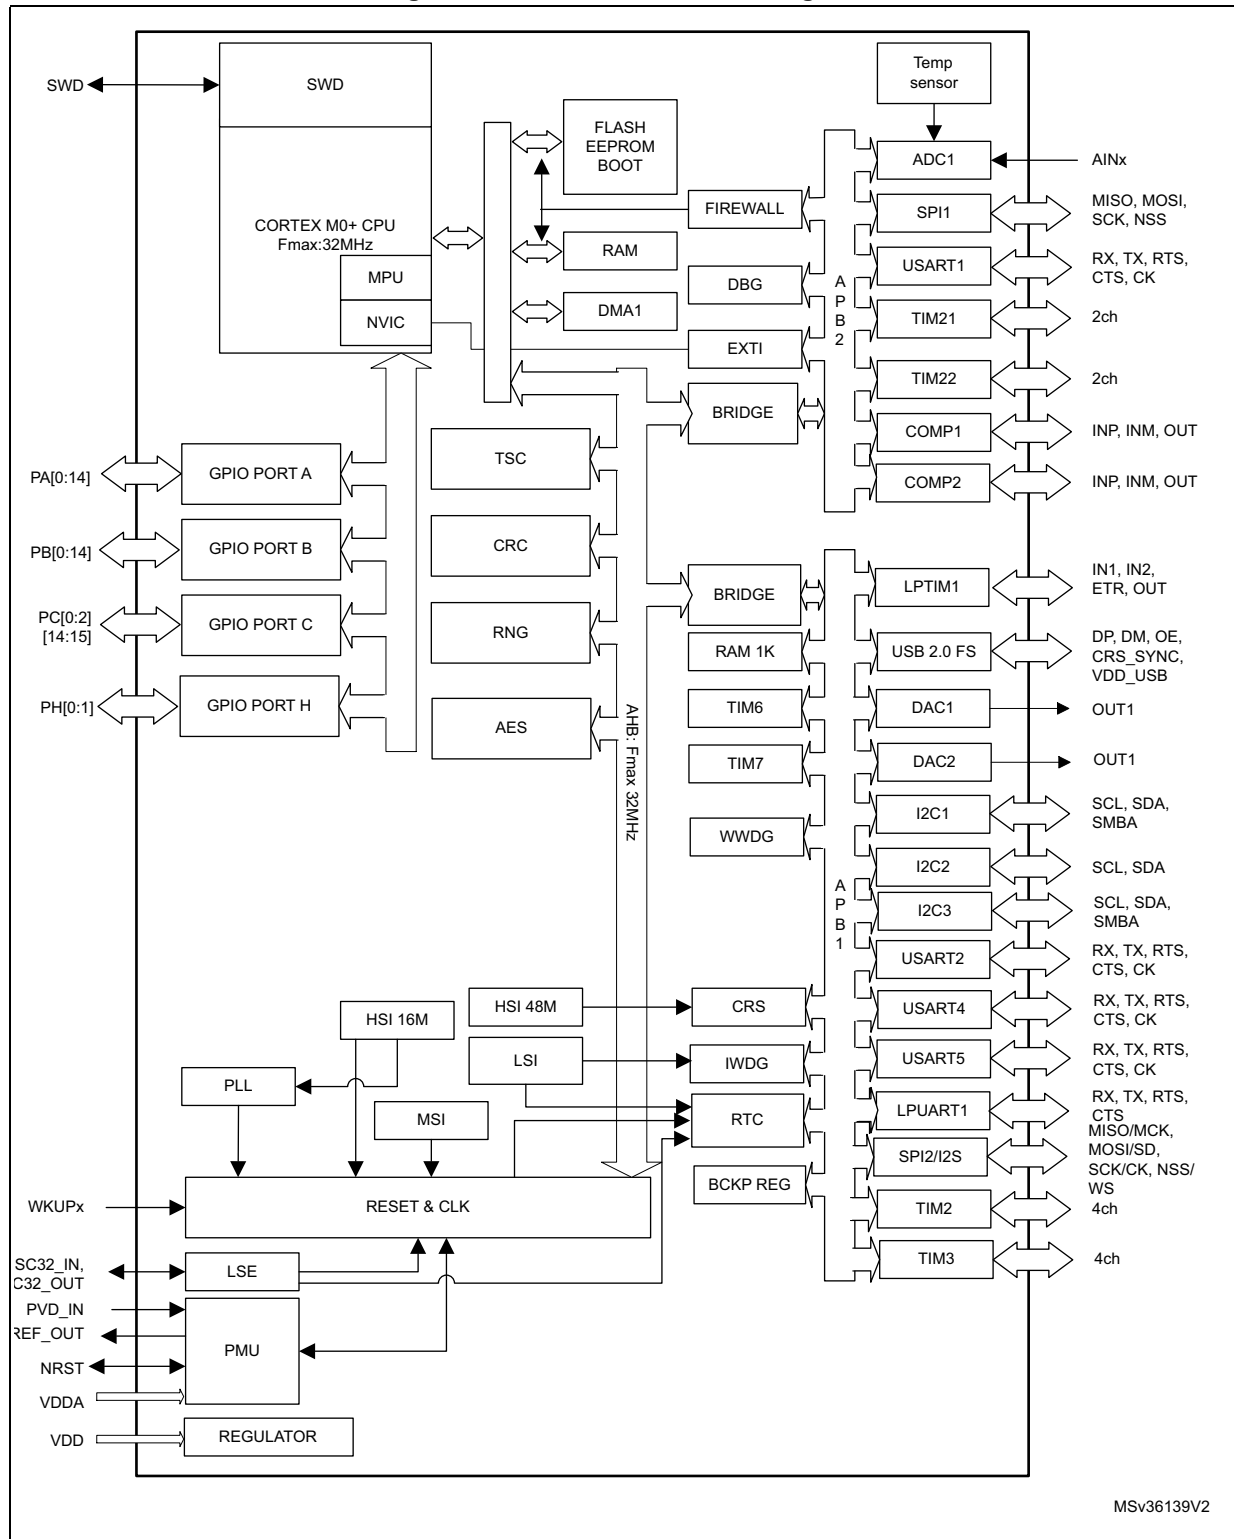 SWD
SWD
CORTEX M0+ CPU
Fmax:32MHz
MPU
NVIC
FLASH
EEPROM
BOOT
RAM
DMA1
FIREWALL
DBG
EXTI
BRIDGE
A
P
B
2
Temp
sensor
ADC1
AINx
SPI1
MISO, MOSI,
SCK, NSS
USART1
RX, TX, RTS,
CTS, CK
TIM21
2ch
TIM22
2ch
COMP1
INP, INM, OUT
COMP2
INP, INM, OUT
PA[0:14]
GPIO PORT A
PB[0:14]
GPIO PORT B
PC[0:2]
[14:15]
GPIO PORT C
PH[0:1]
GPIO PORT H
TSC
CRC
RNG
AES
AHB: Fmax 32MHz
BRIDGE
RAM 1K
TIM6
TIM7
WWDG
A
P
B
1
LPTIM1
IN1, IN2,
ETR, OUT
USB 2.0 FS
DP, DM, OE,
CRS_SYNC,
VDD_USB
DAC1
OUT1
DAC2
OUT1
I2C1
SCL, SDA,
SMBA
I2C2
SCL, SDA
I2C3
SCL, SDA,
SMBA
USART2
RX, TX, RTS,
CTS, CK
USART4
RX, TX, RTS,
CTS, CK
USART5
RX, TX, RTS,
CTS, CK
LPUART1
RX, TX, RTS,
CTS
SPI2/I2S
MISO/MCK,
MOSI/SD,
SCK/CK, NSS/
WS
TIM2
4ch
TIM3
4ch
HSI 16M
HSI 48M
CRS
LSI
IWDG
PLL
MSI
RTC
BCKP REG
WKUPx
RESET & CLK
SC32_IN,
C32_OUT
LSE
PVD_IN
REF_OUT
NRST
VDDA
PMU
VDD
REGULATOR
MSv36139V2